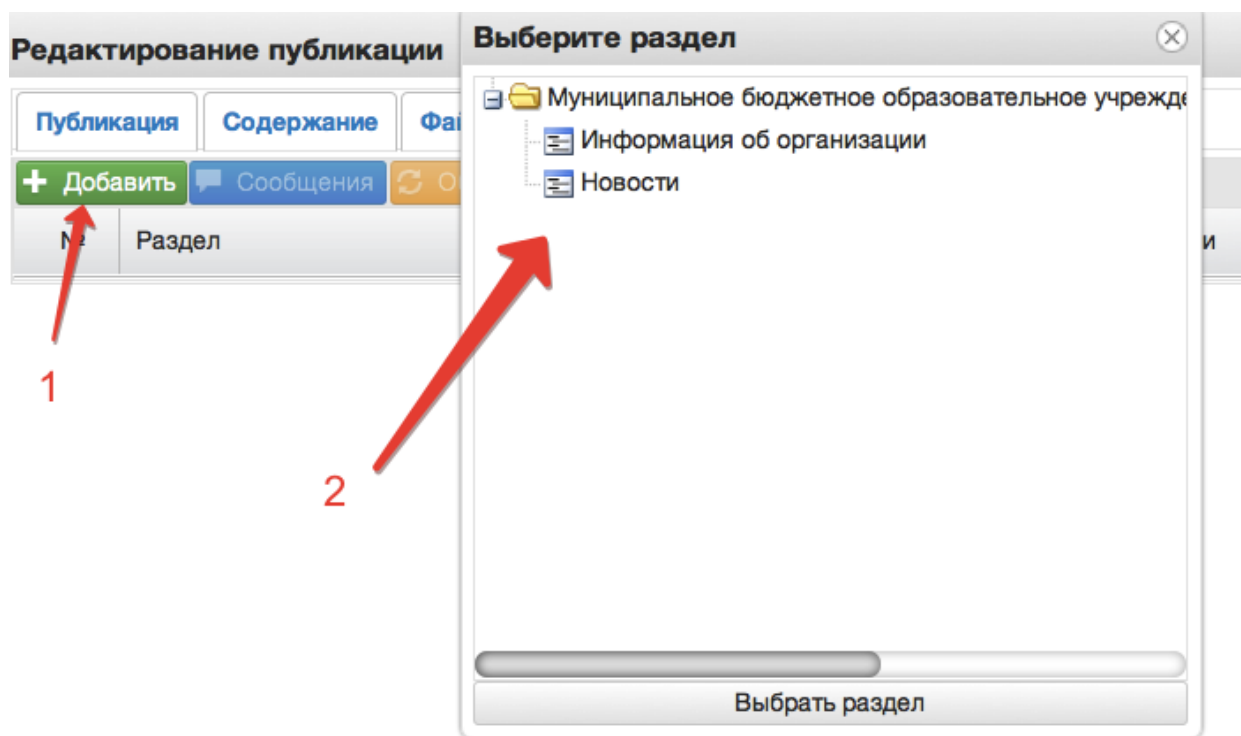 Редактирование публикации
Публикация Содержание
Добавить Сообщения
№ Раздел
1
Выберите раздел
Муниципальное бюджетное образовательное
Информация об организации
Новости
2
Выбрать раздел